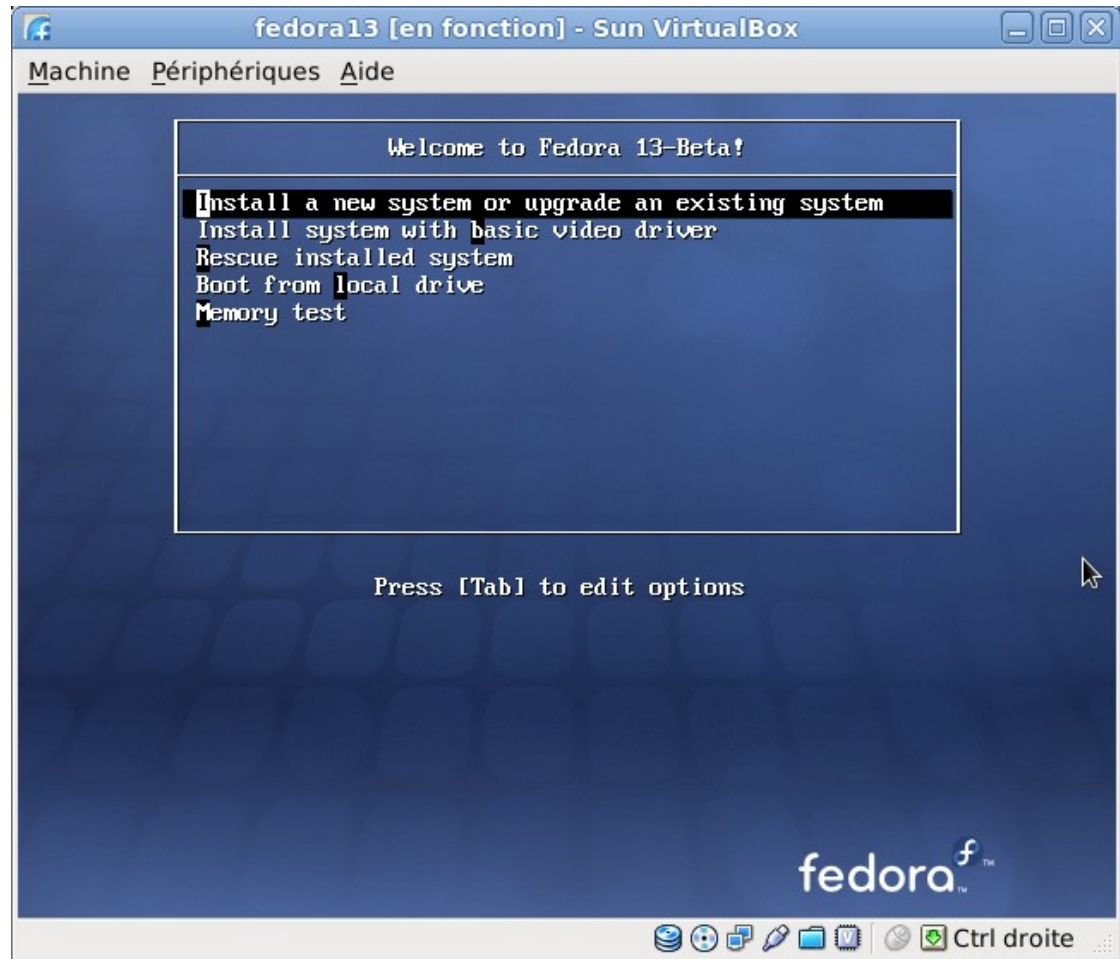 fedora13 [en fonction] - Sun VirtualBox
Machine Périphériques Aide
Welcome to Fedora 13-Beta!
Install a new system or upgrade an existing system
Install system with basic video driver
Rescue installed system
Boot from local drive
Memory test
Press [Tab] to edit options
fedora™
Ctrl droite